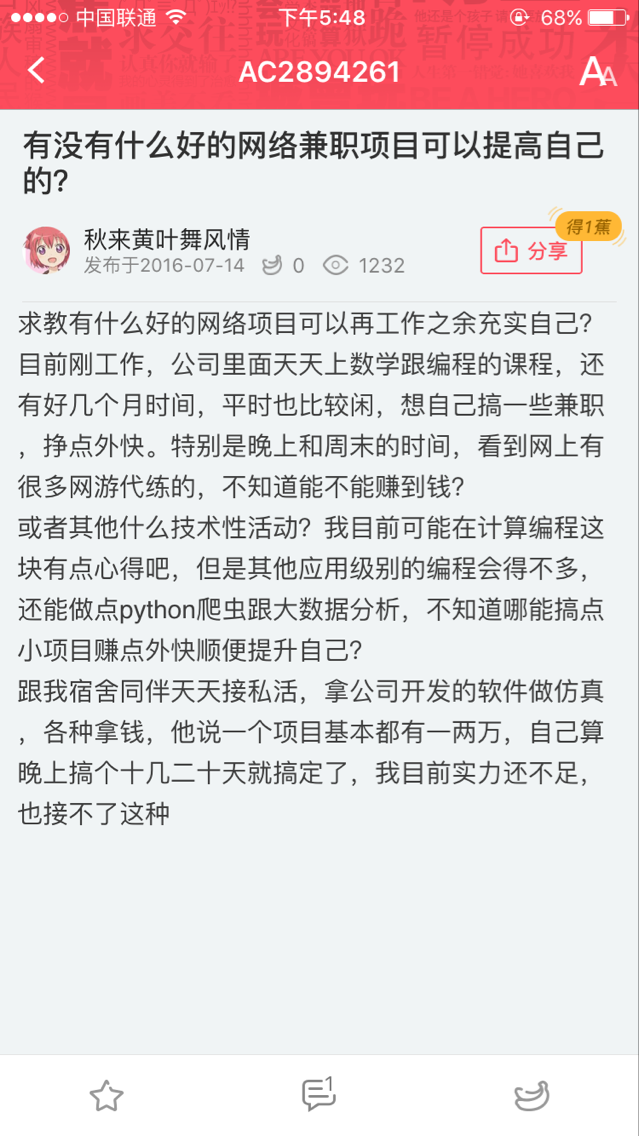 中国联通
下午5:48
68%
AC2894261
AA
有没有什么好的网络兼职项目可以提高自己
的?
得1蕉
秋来黄叶舞风情
分享
发布于2016-07-14
0
1232
求教有什么好的网络项目可以再工作之余充实自己?
目前刚工作，公司里面天天上数学跟编程的课程，还
有好几个月时间，平时也比较闲，想自己搞一些兼职
，挣点外快。特别是晚上和周末的时间，看到网上有
很多网游代练的，不知道能不能赚到钱?
或者其他什么技术性活动？我目前可能在计算编程这
块有点心得吧，但是其他应用级别的编程会得不多，
还能做点python爬虫跟大数据分析，不知道哪能搞点
小项目赚点外快顺便提升自己?
跟我宿舍同伴天天接私活，拿公司开发的软件做仿真
，各种拿钱，他说一个项目基本都有一两万，自己算
晚上搞个十几二十天就搞定了，我目前实力还不足，
也接不了这种
1